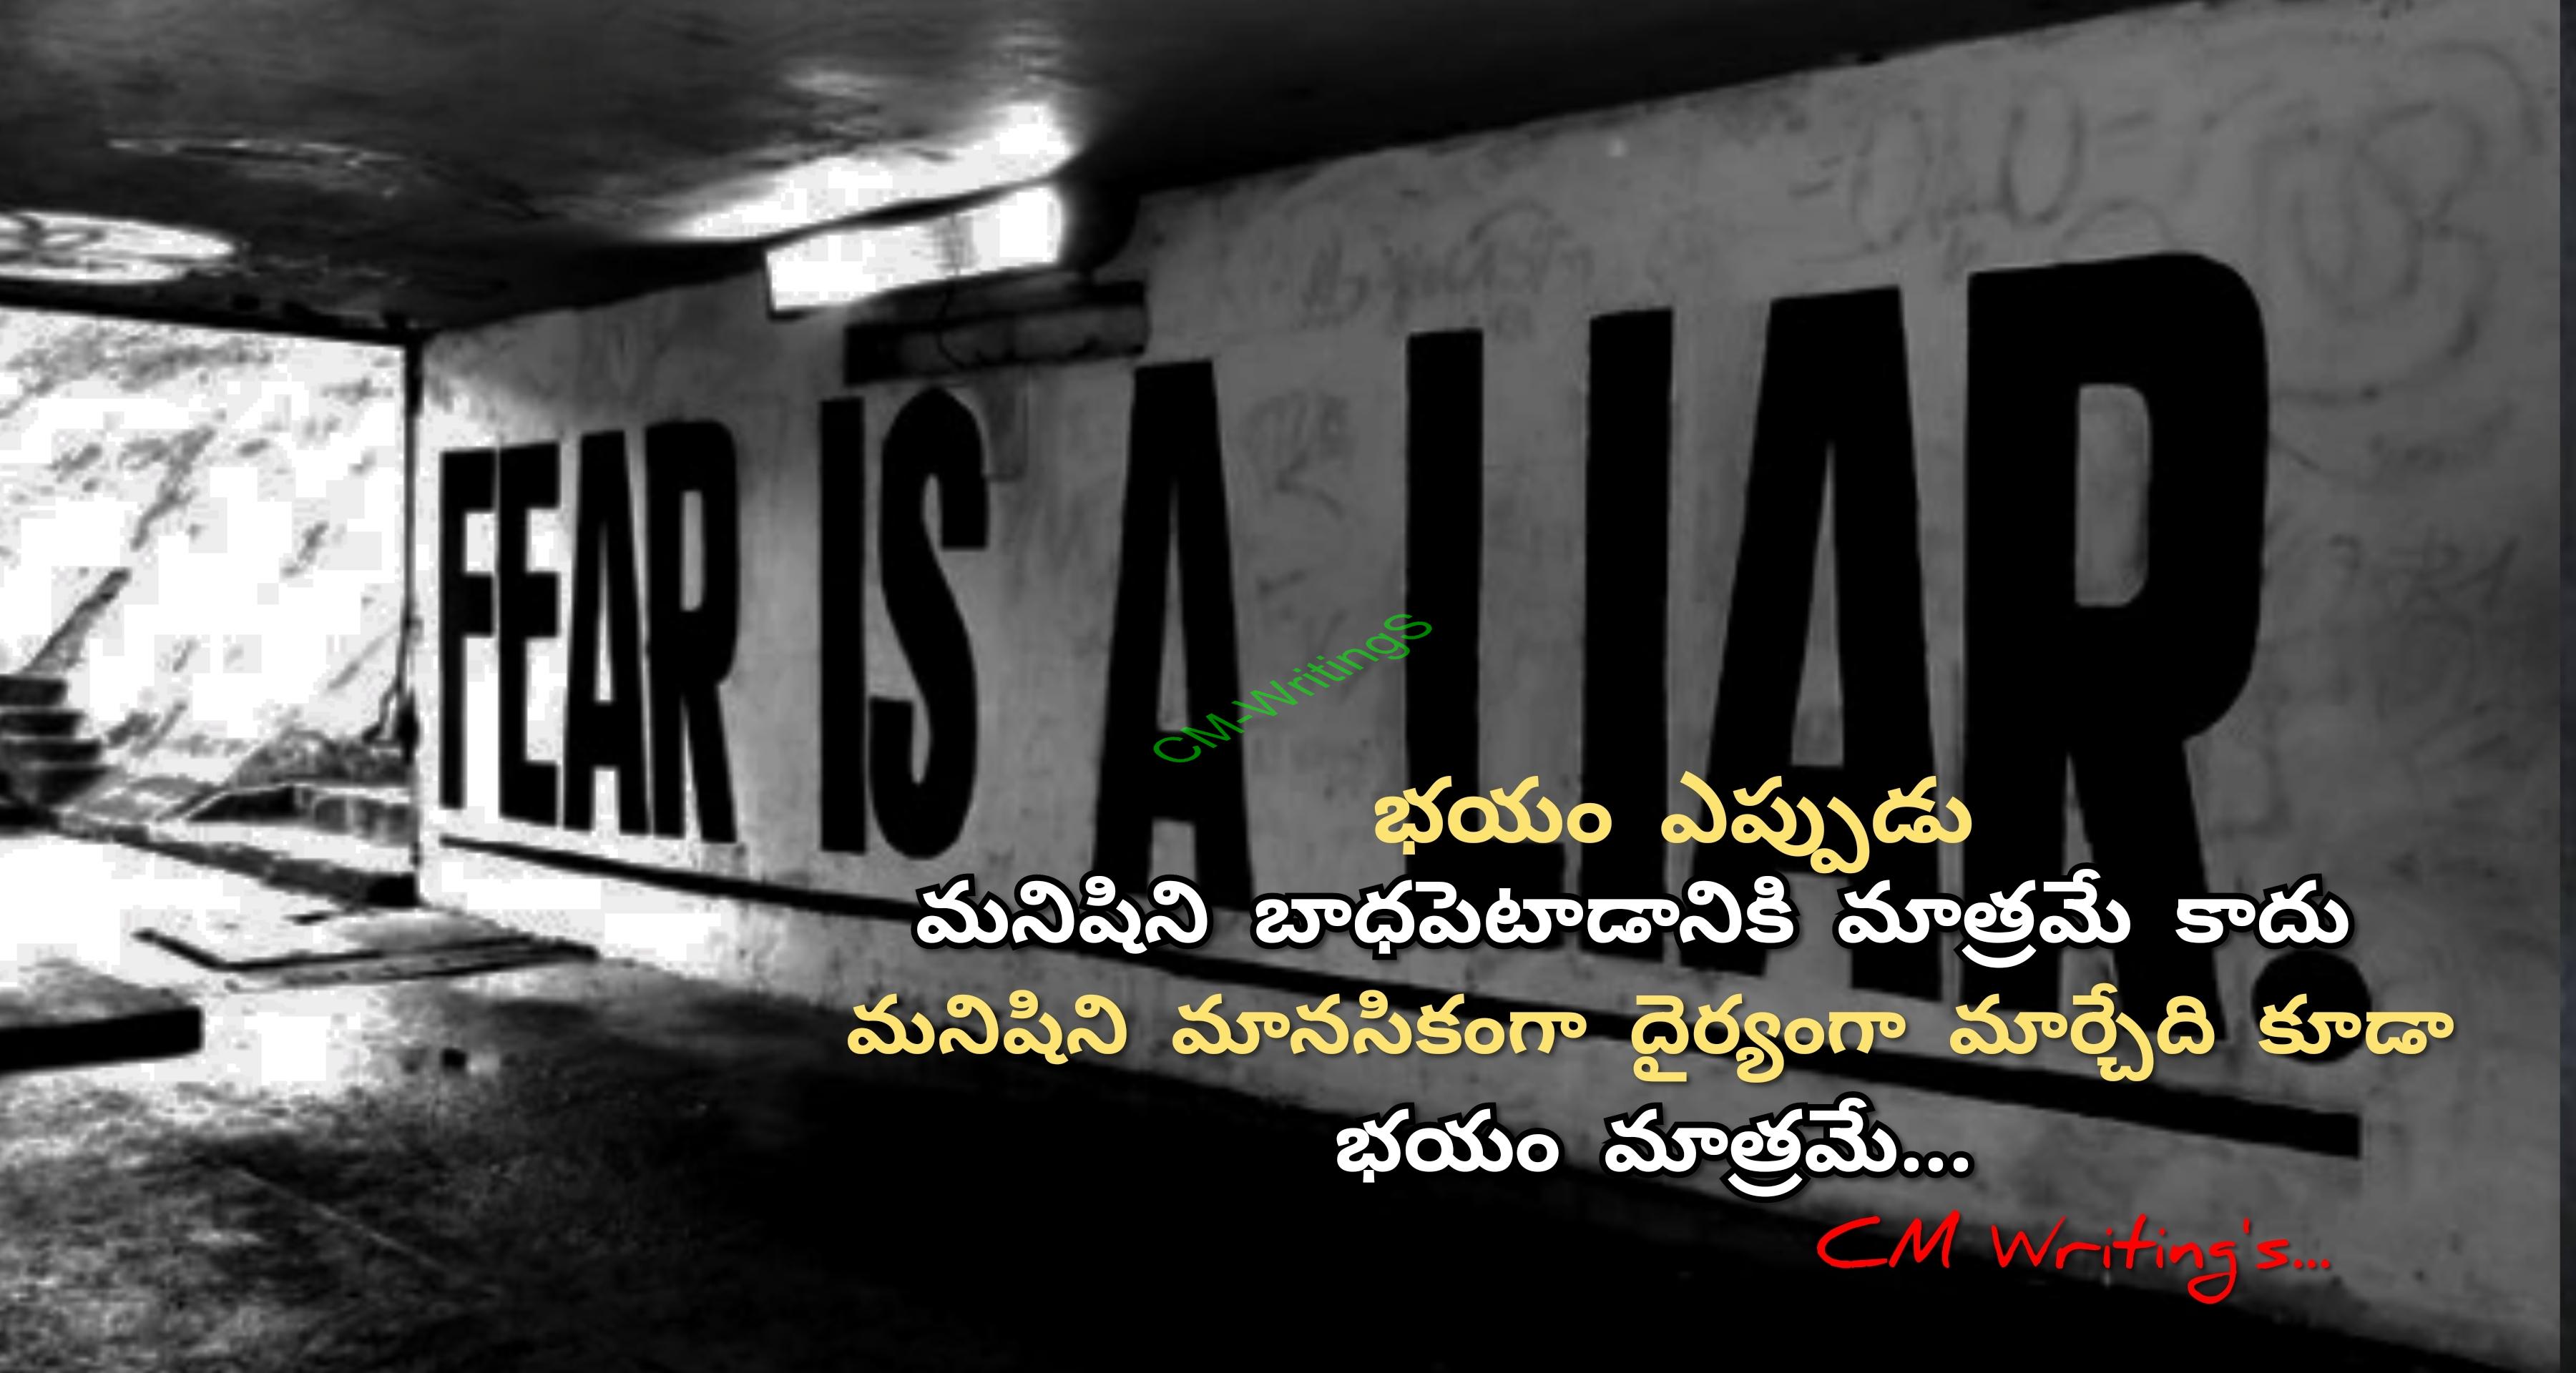 FEAR IS A LIAR.
CM-WritingS
భయం ఎప్పుడు
మనిషిని బాధపెటాడానికి మాత్రమే కాదు
మనిషిని మానసికంగా దైర్యంగా మార్చేది కూడా
భయం మాత్రమే...
CM Writing's...